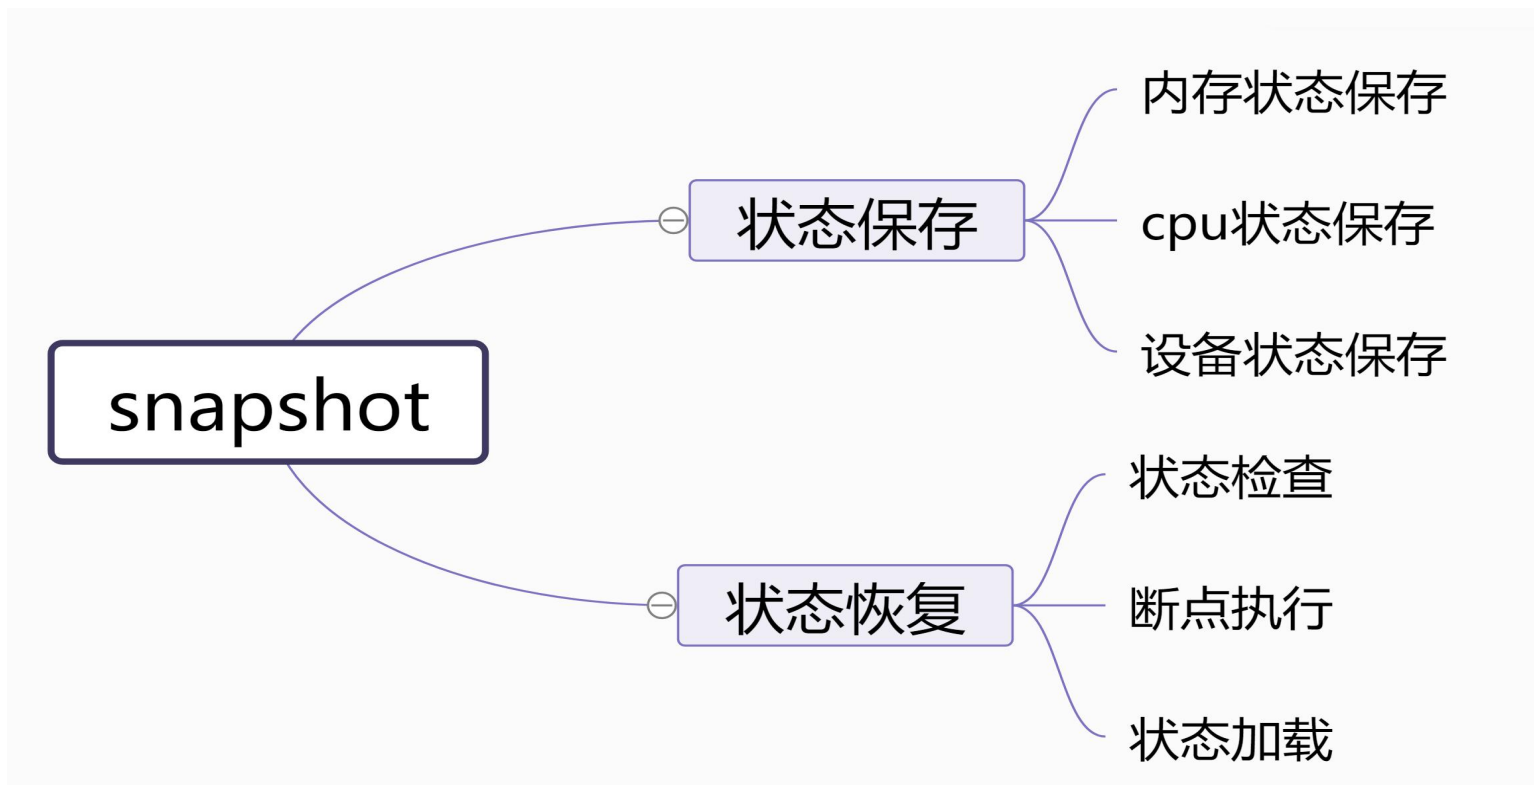 snapshot
状态保存
内存状态保存
cpu状态保存
设备状态保存
状态恢复
状态检查
断点执行
状态加载